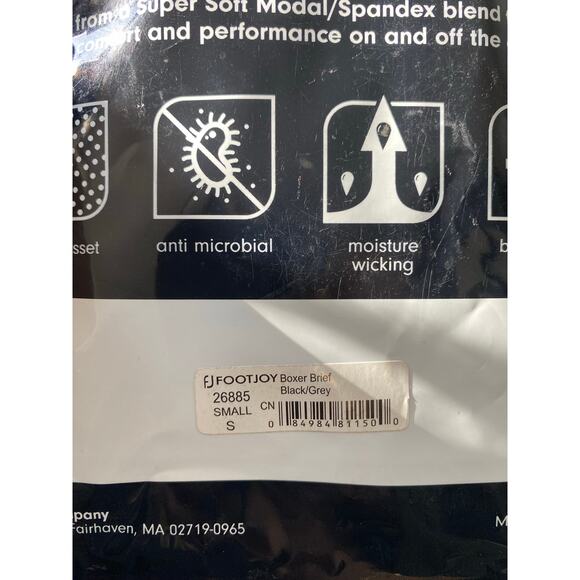 from a Super Soft Modal/Spandex blend
comfort and performance on and off the
sset
anti microbial
moisture
wicking
b
FJ FOOTJOY Boxer Brief
Black/Grey
26885
SMALL
S
CN
0 84984 81150 0
pany
Fairhaven, MA 02719-0965
M